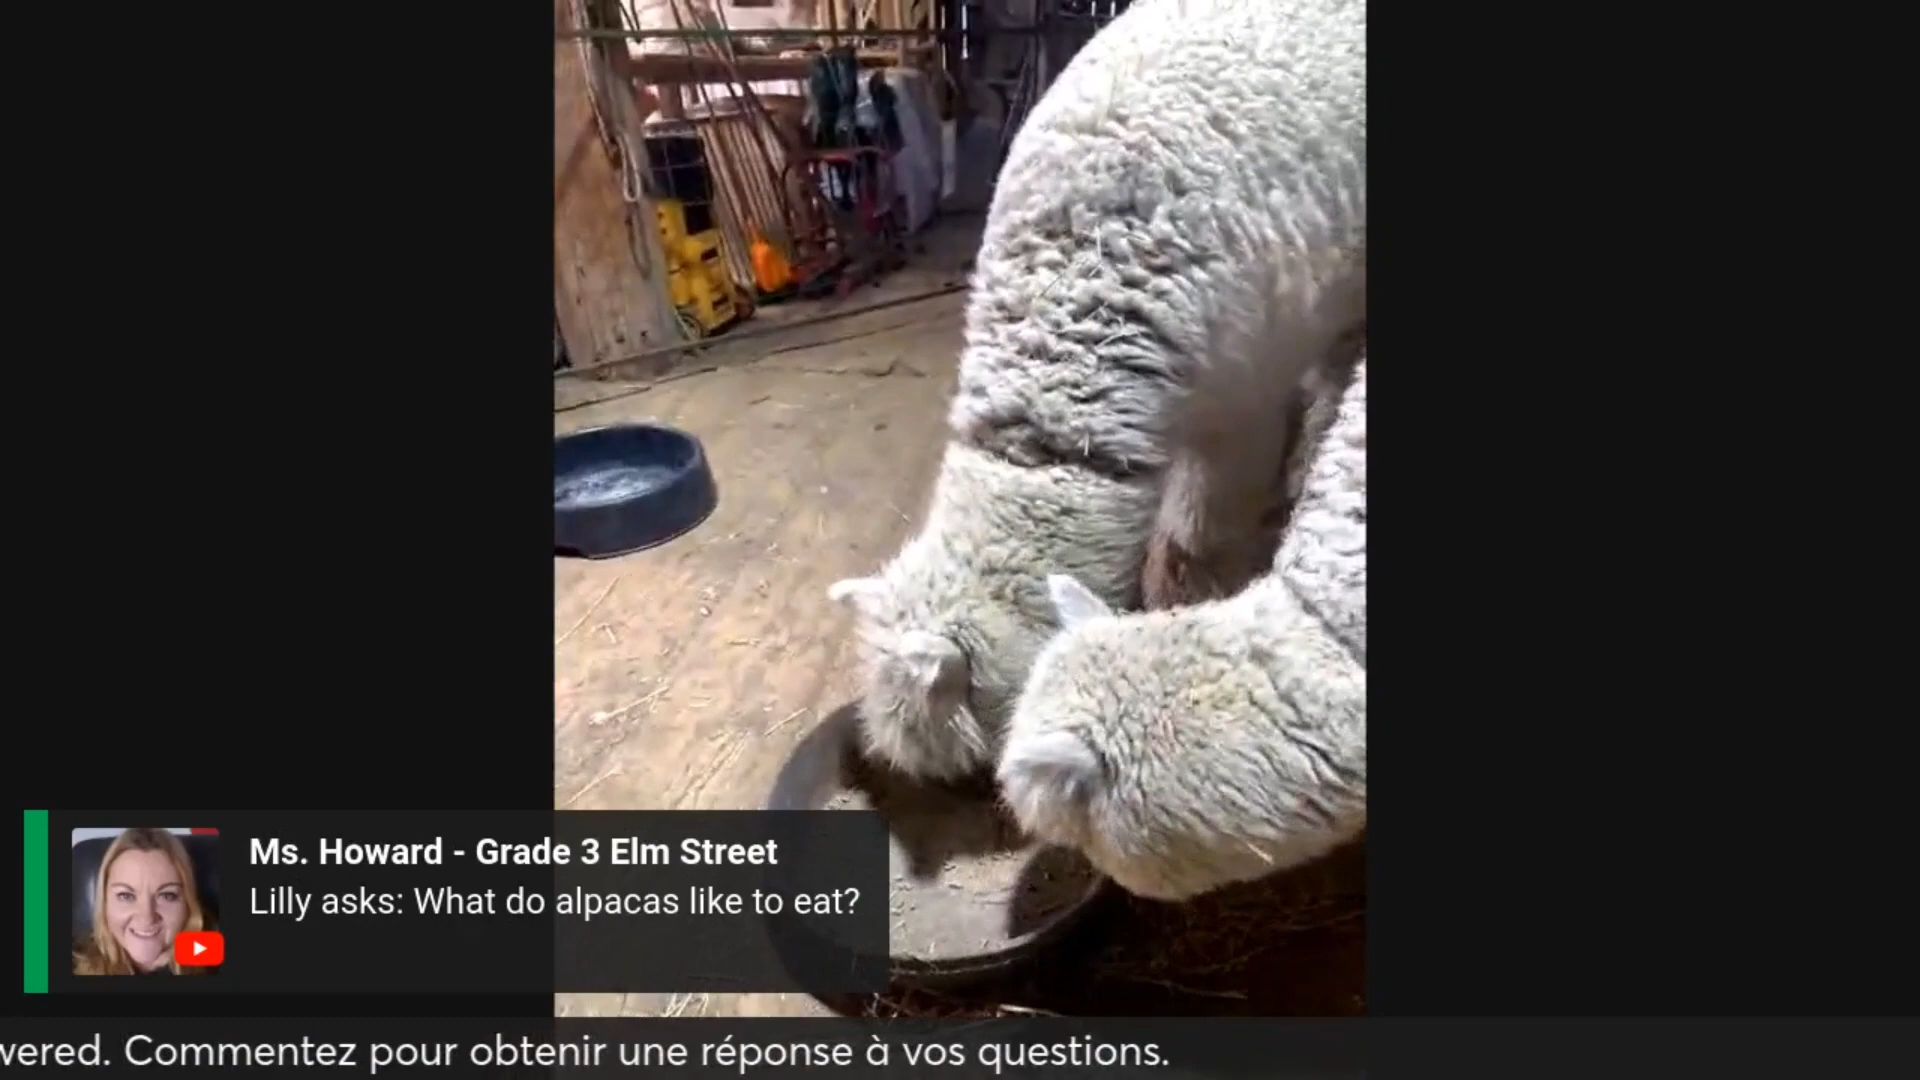 Ms. Howard - Grade 3 Elm Street
Lilly asks: What do alpacas like to eat?
wered. Commentez pour obtenir une réponse à vos questions.